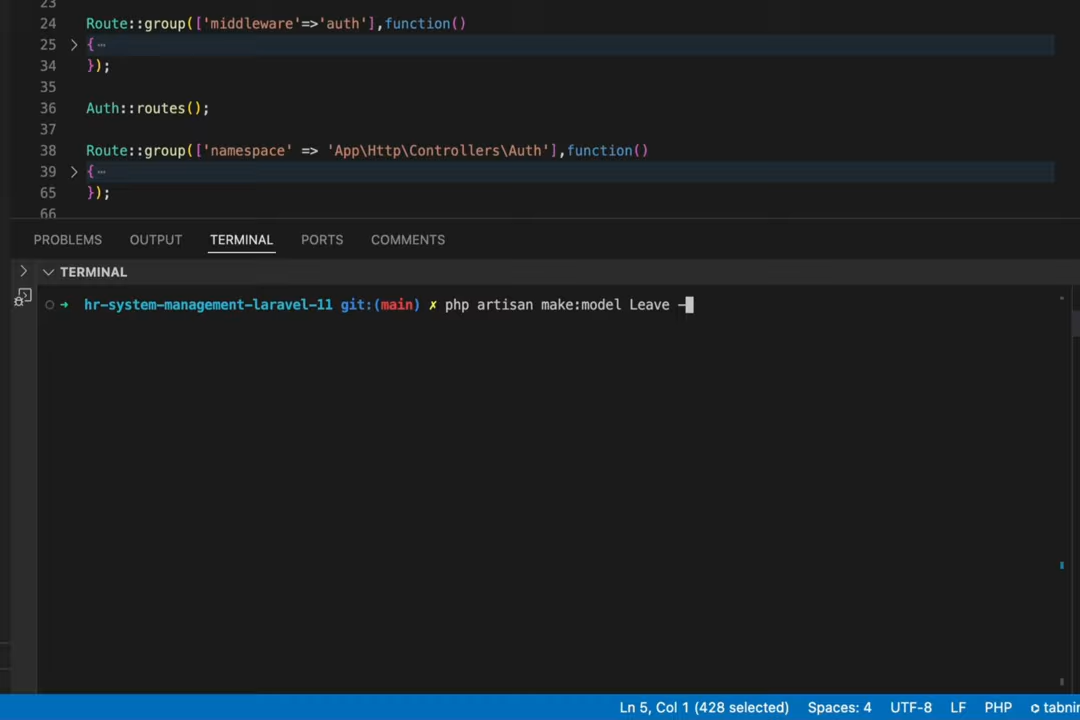 23
24 Route::group(['middleware'=>'auth'],function()
25 > { ⋯
34 });
35
36 Auth::routes();
37
38 Route::group(['namespace' => 'App\Http\Controllers\Auth'],function()
39 > { ⋯
65 });
66
PROBLEMS OUTPUT TERMINAL PORTS COMMENTS
TERMINAL
hr-system-management-laravel-11 git:(main) ✗ php artisan make:model Leave -
Ln 5, Col 1 (428 selected) Spaces: 4 UTF-8 LF PHP